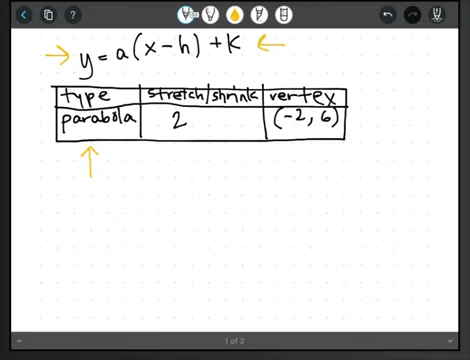 y = a(x-h) + k
type stretch/shrink vertex
parabola 2 (-2, 6)
1 of 2